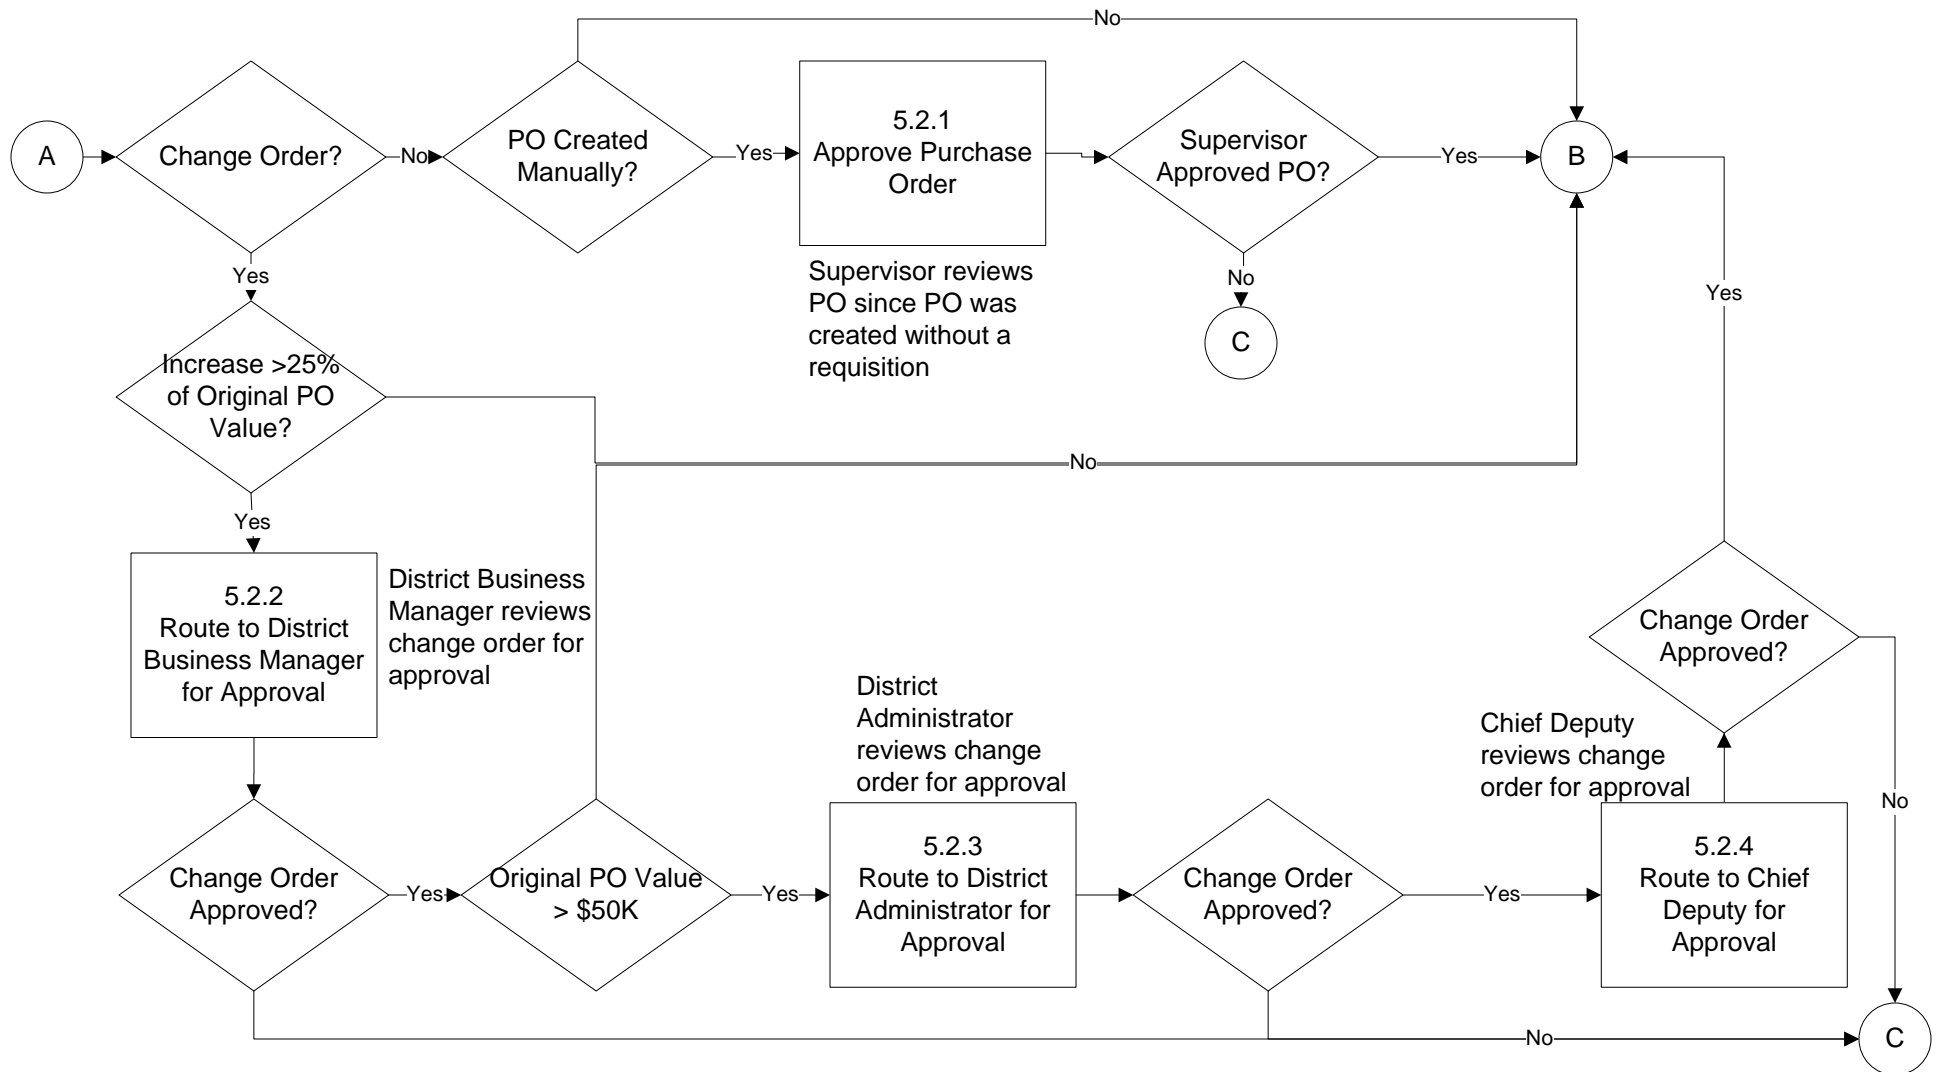 No
A
Change Order?
No
PO Created
Manually?
Yes
5.2.1
Approve Purchase
Order
Supervisor
Approved PO?
Yes
B
Yes
Supervisor reviews
PO since PO was
created without a
requisition
No
C
Yes
Increase >25%
of Original PO
Value?
No
Yes
5.2.2
Route to District
Business Manager
for Approval
District Business
Manager reviews
change order for
approval
Change Order
Approved?
No
District
Administrator
reviews change
order for approval
Chief Deputy
reviews change
order for approval
Change Order
Approved?
Yes
Original PO Value
> $50K
Yes
5.2.3
Route to District
Administrator for
Approval
Change Order
Approved?
Yes
5.2.4
Route to Chief
Deputy for
Approval
No
C